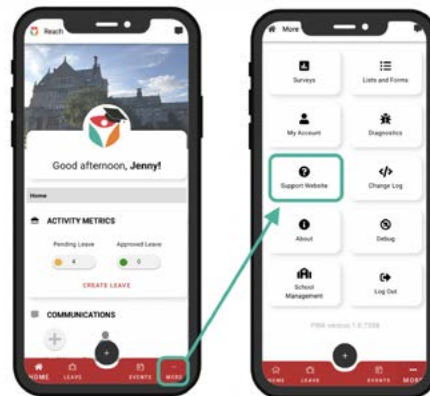 Reach
Good afternoon, Jenny!
Home
ACTIVITY METRICS
Pending Leave
Approved Leave
4
0
CREATE LEAVE
COMMUNICATIONS
+
HOME
LEAVE
EVENTS
MORE
More
Surveys
Lists and Forms
My Account
Diagnostics
Support Website
Change Log
About
Debug
School
Management
Log Out
+
HOME
LEAVE
EVENTS
MORE